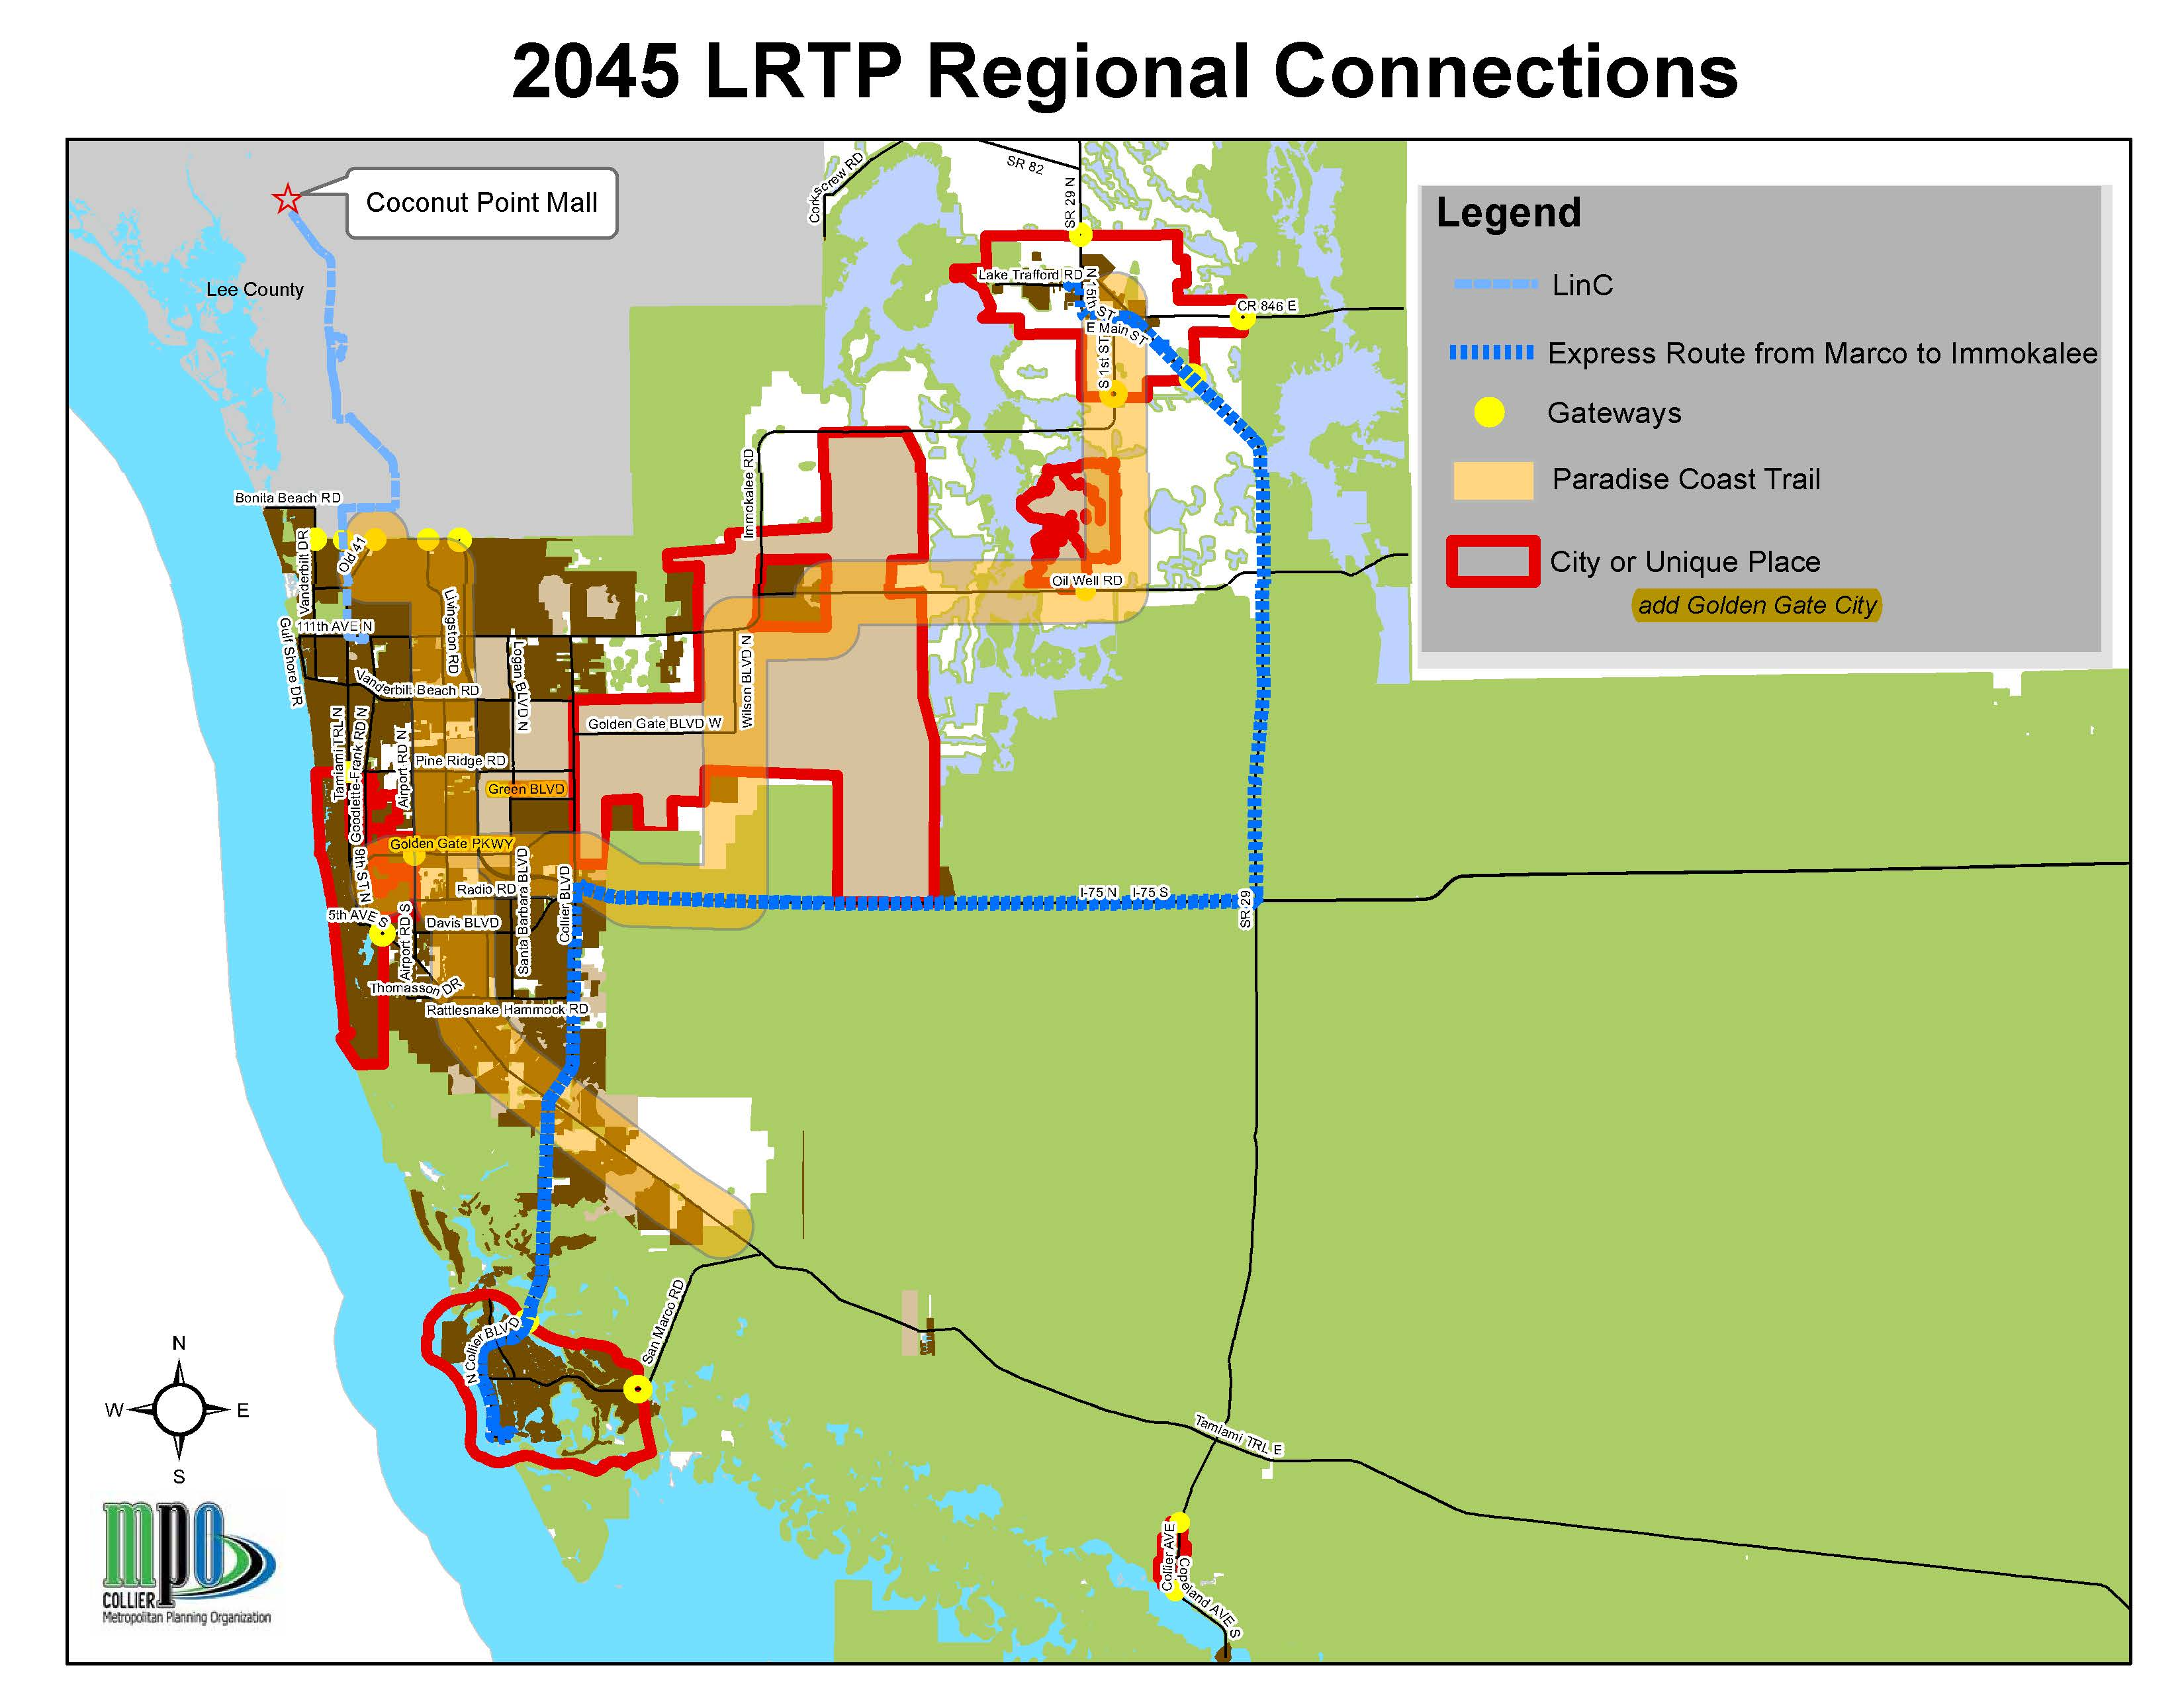 2045 LRTP Regional Connections
Coconut Point Mall
Lee County
Corkscrew RD
SR 82
SR 29 N
Legend
LinC
Express Route from Marco to Immokalee
Gateways
Paradise Coast Trail
City or Unique Place
add Golden Gate City
Lake Trafford RD
N 15th ST
CR 846 E
E Main ST
S 1st ST
Immokalee RD
Bonita Beach RD
Old 41
Vanderbilt DR
Oil Well RD
Livingston RD
111th AVE N
Gulf Shore DR
Logan BLVD N
Wilson BLVD N
Vanderbilt Beach RD
Golden Gate BLVD W
Tamiami TRL N
Goodlette-Frank RD N
Airport RD N
Pine Ridge RD
Green BLVD
Golden Gate PKWY
9th ST N
Santa Barbara BLVD
Collier BLVD
Radio RD
I-75 N
I-75 S
SR 29
5th AVE S
Airport RD S
Davis BLVD
Thomasson DR
Rattlesnake Hammock RD
San Marco RD
N Collier BLVD
Tamiami TRL E
Collier AVE
Copeland AVE S
N
W
E
S
mpo
COLLIER
Metropolitan Planning Organization